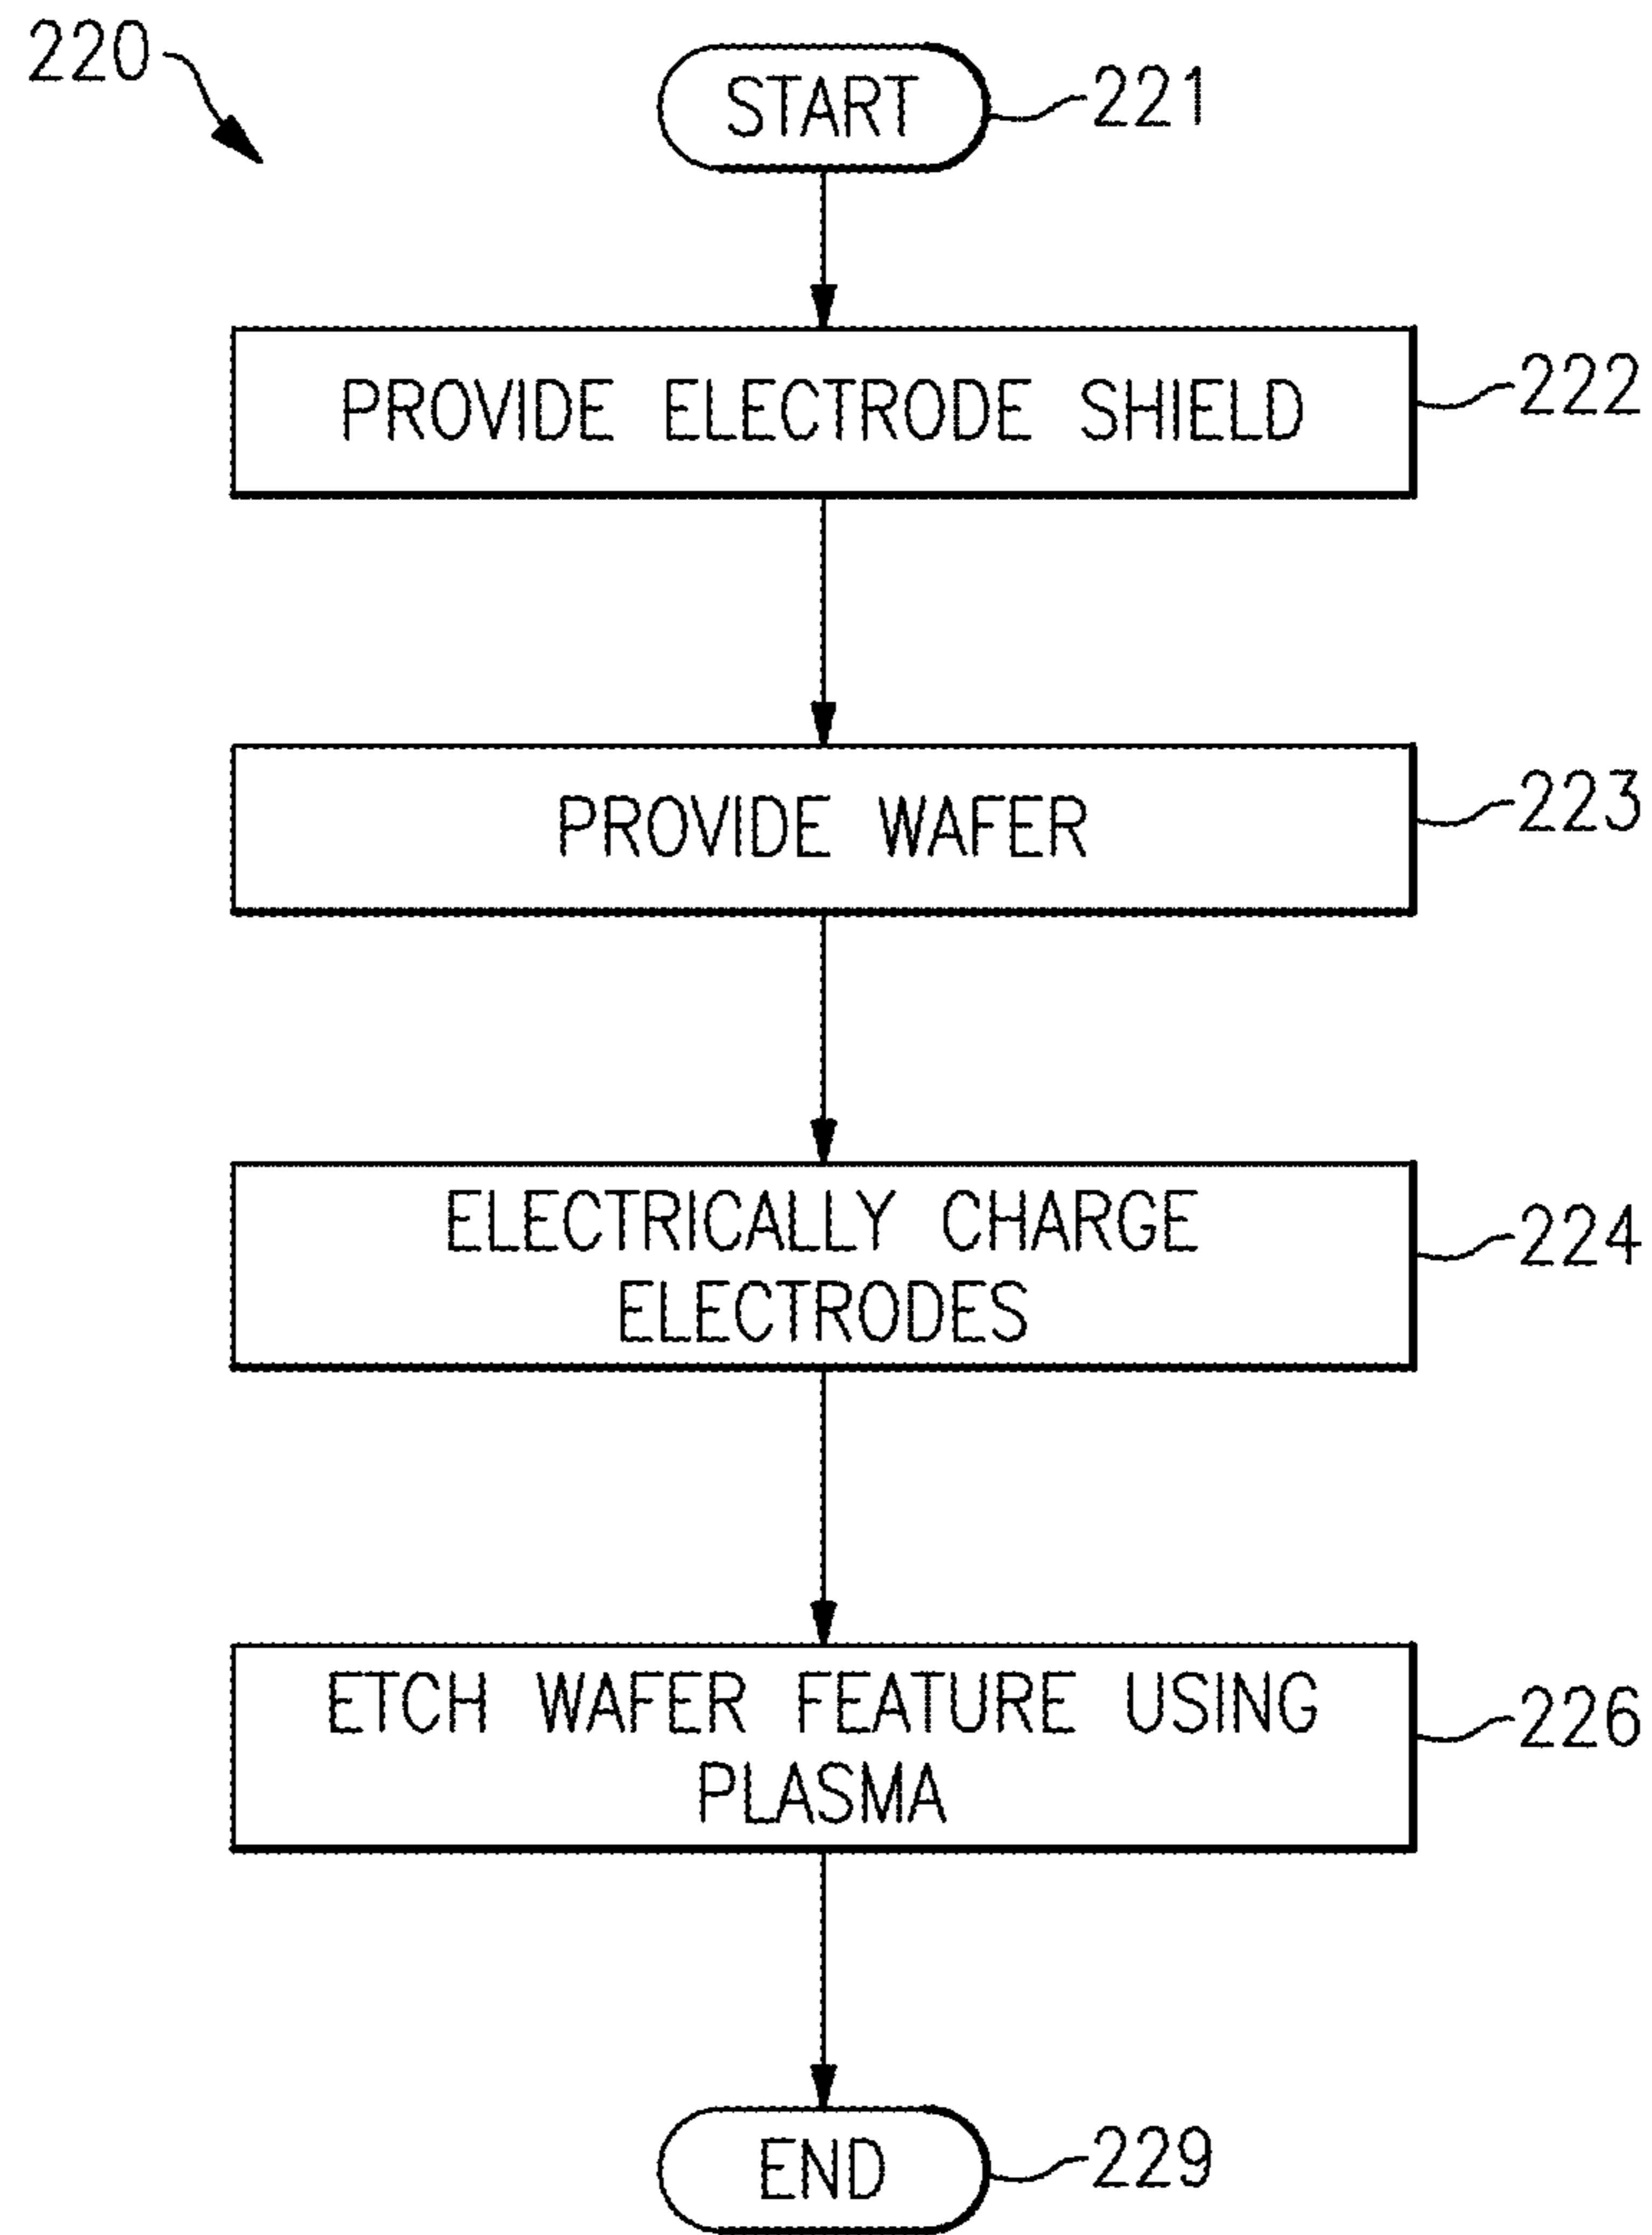 220
START
221
PROVIDE ELECTRODE SHIELD
222
PROVIDE WAFER
223
ELECTRICALLY CHARGE
ELECTRODES
224
ETCH WAFER FEATURE USING
PLASMA
226
END
229